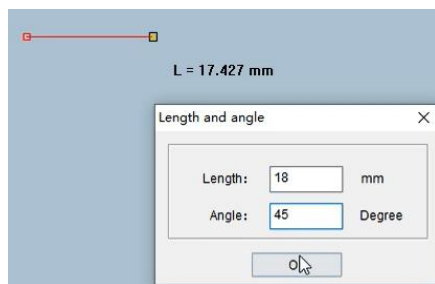 L = 17.427 mm
Length and angle
Length: 18 mm
Angle: 45 Degree